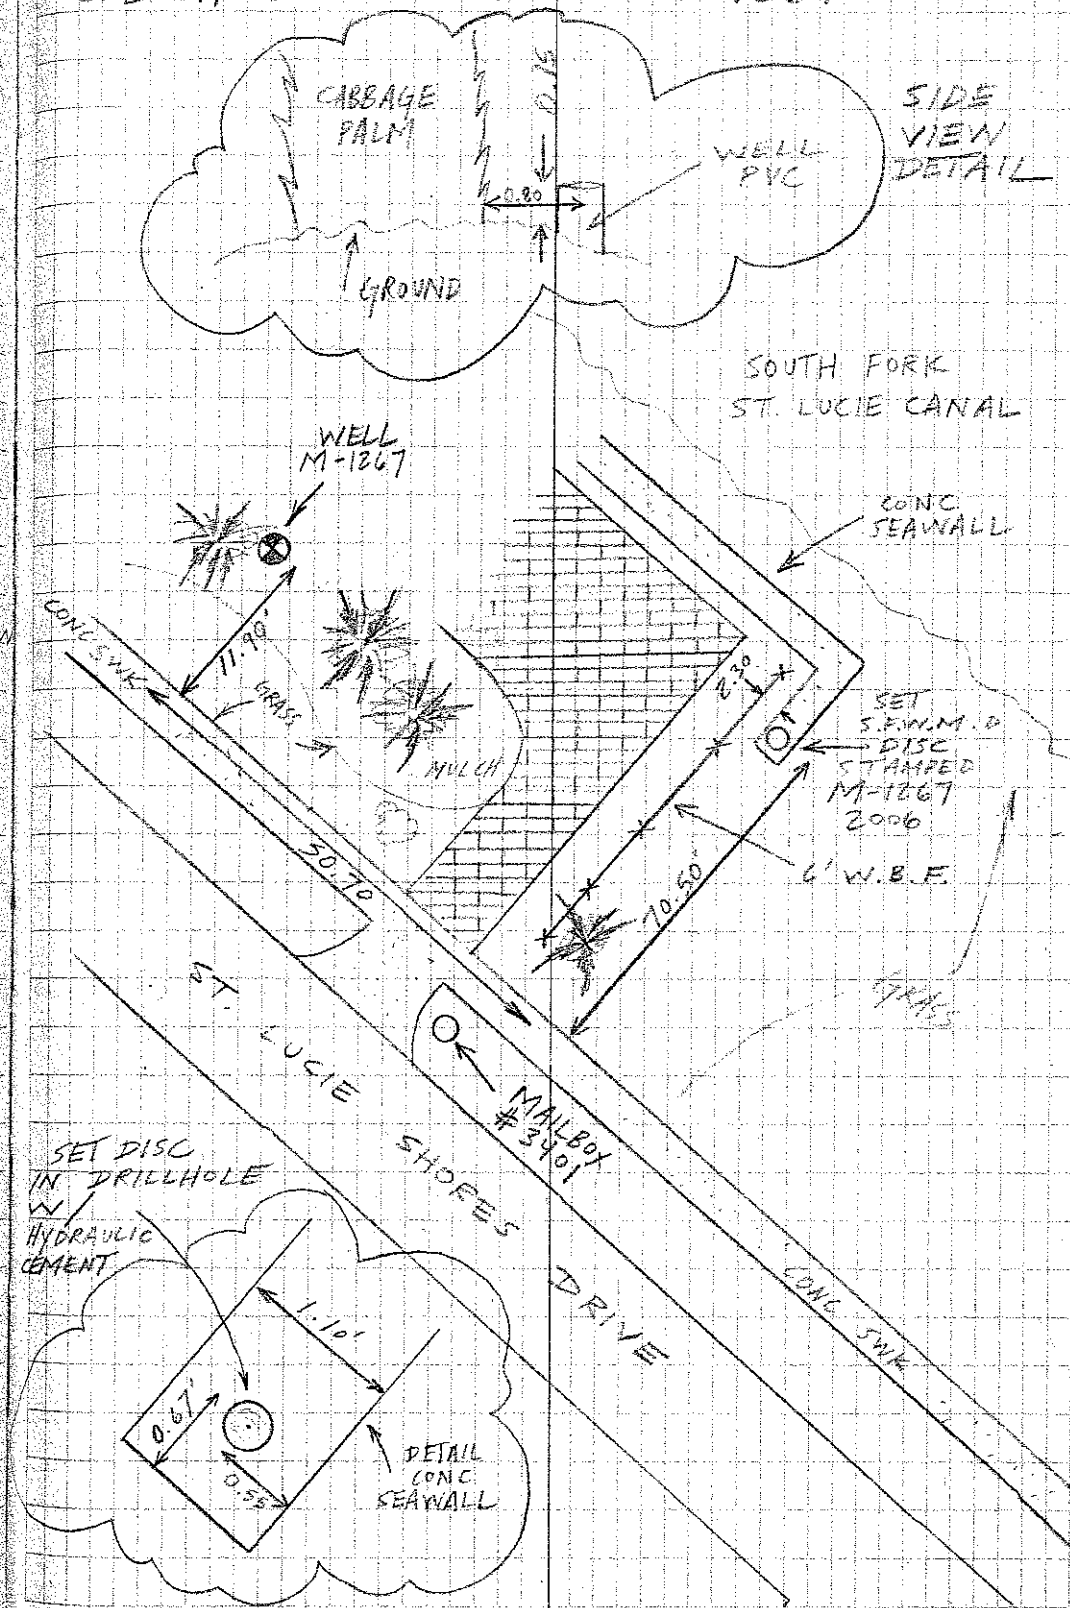 CABBAGE
PALM
0.15
0.80
WELL
PVC
SIDE
VIEW
DETAIL
GROUND
SOUTH FORK
ST. LUCIE CANAL
WELL
M-1267
CONC
SEAWALL
CONC
SWK
11.90'
GRASS
MULCH
2.30
SET
S.F.W.M.D
DISC
STAMPED
M-1267
2006
6' W.B.F.
70.50'
50.70
GRASS
ST. LUCIE SHORES DRIVE
MAILBOX
#3401
CONC SWK
SET DISC
IN DRILLHOLE
W/
HYDRAULIC
CEMENT
1.10'
0.67'
0.55'
DETAIL
CONC
SEAWALL